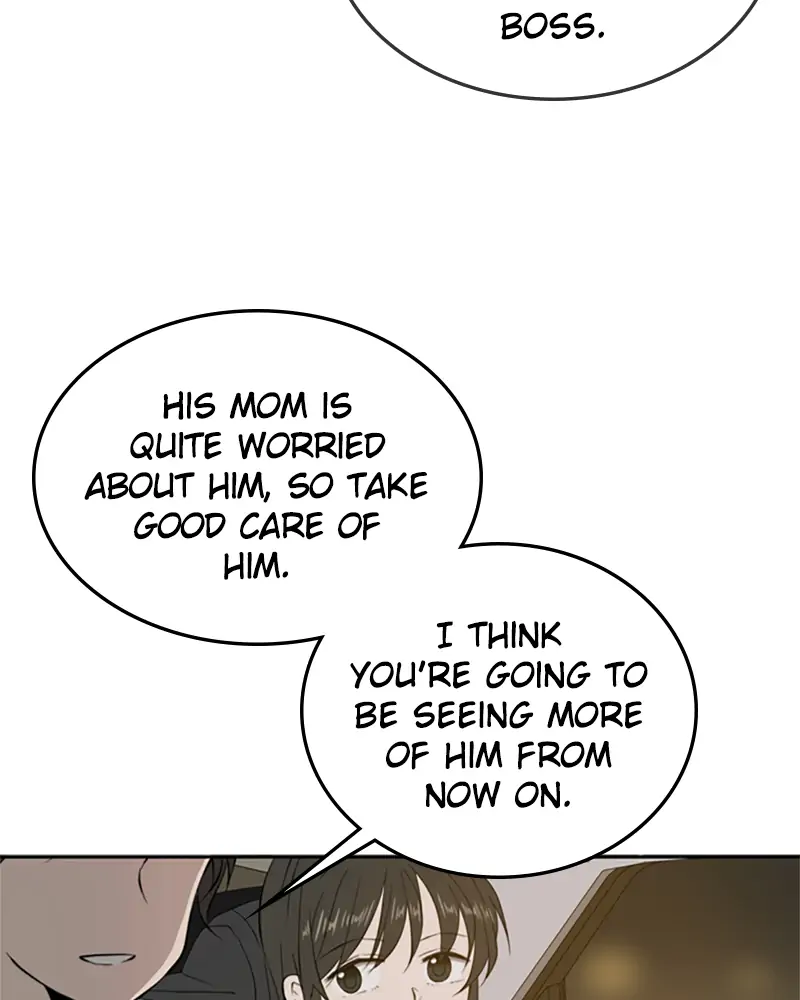 BOSS.
HIS MOM IS
QUITE WORRIED
ABOUT HIM, SO TAKE
GOOD CARE OF
HIM.
I THINK
YOU'RE GOING TO
BE SEEING MORE
OF HIM FROM
NOW ON.